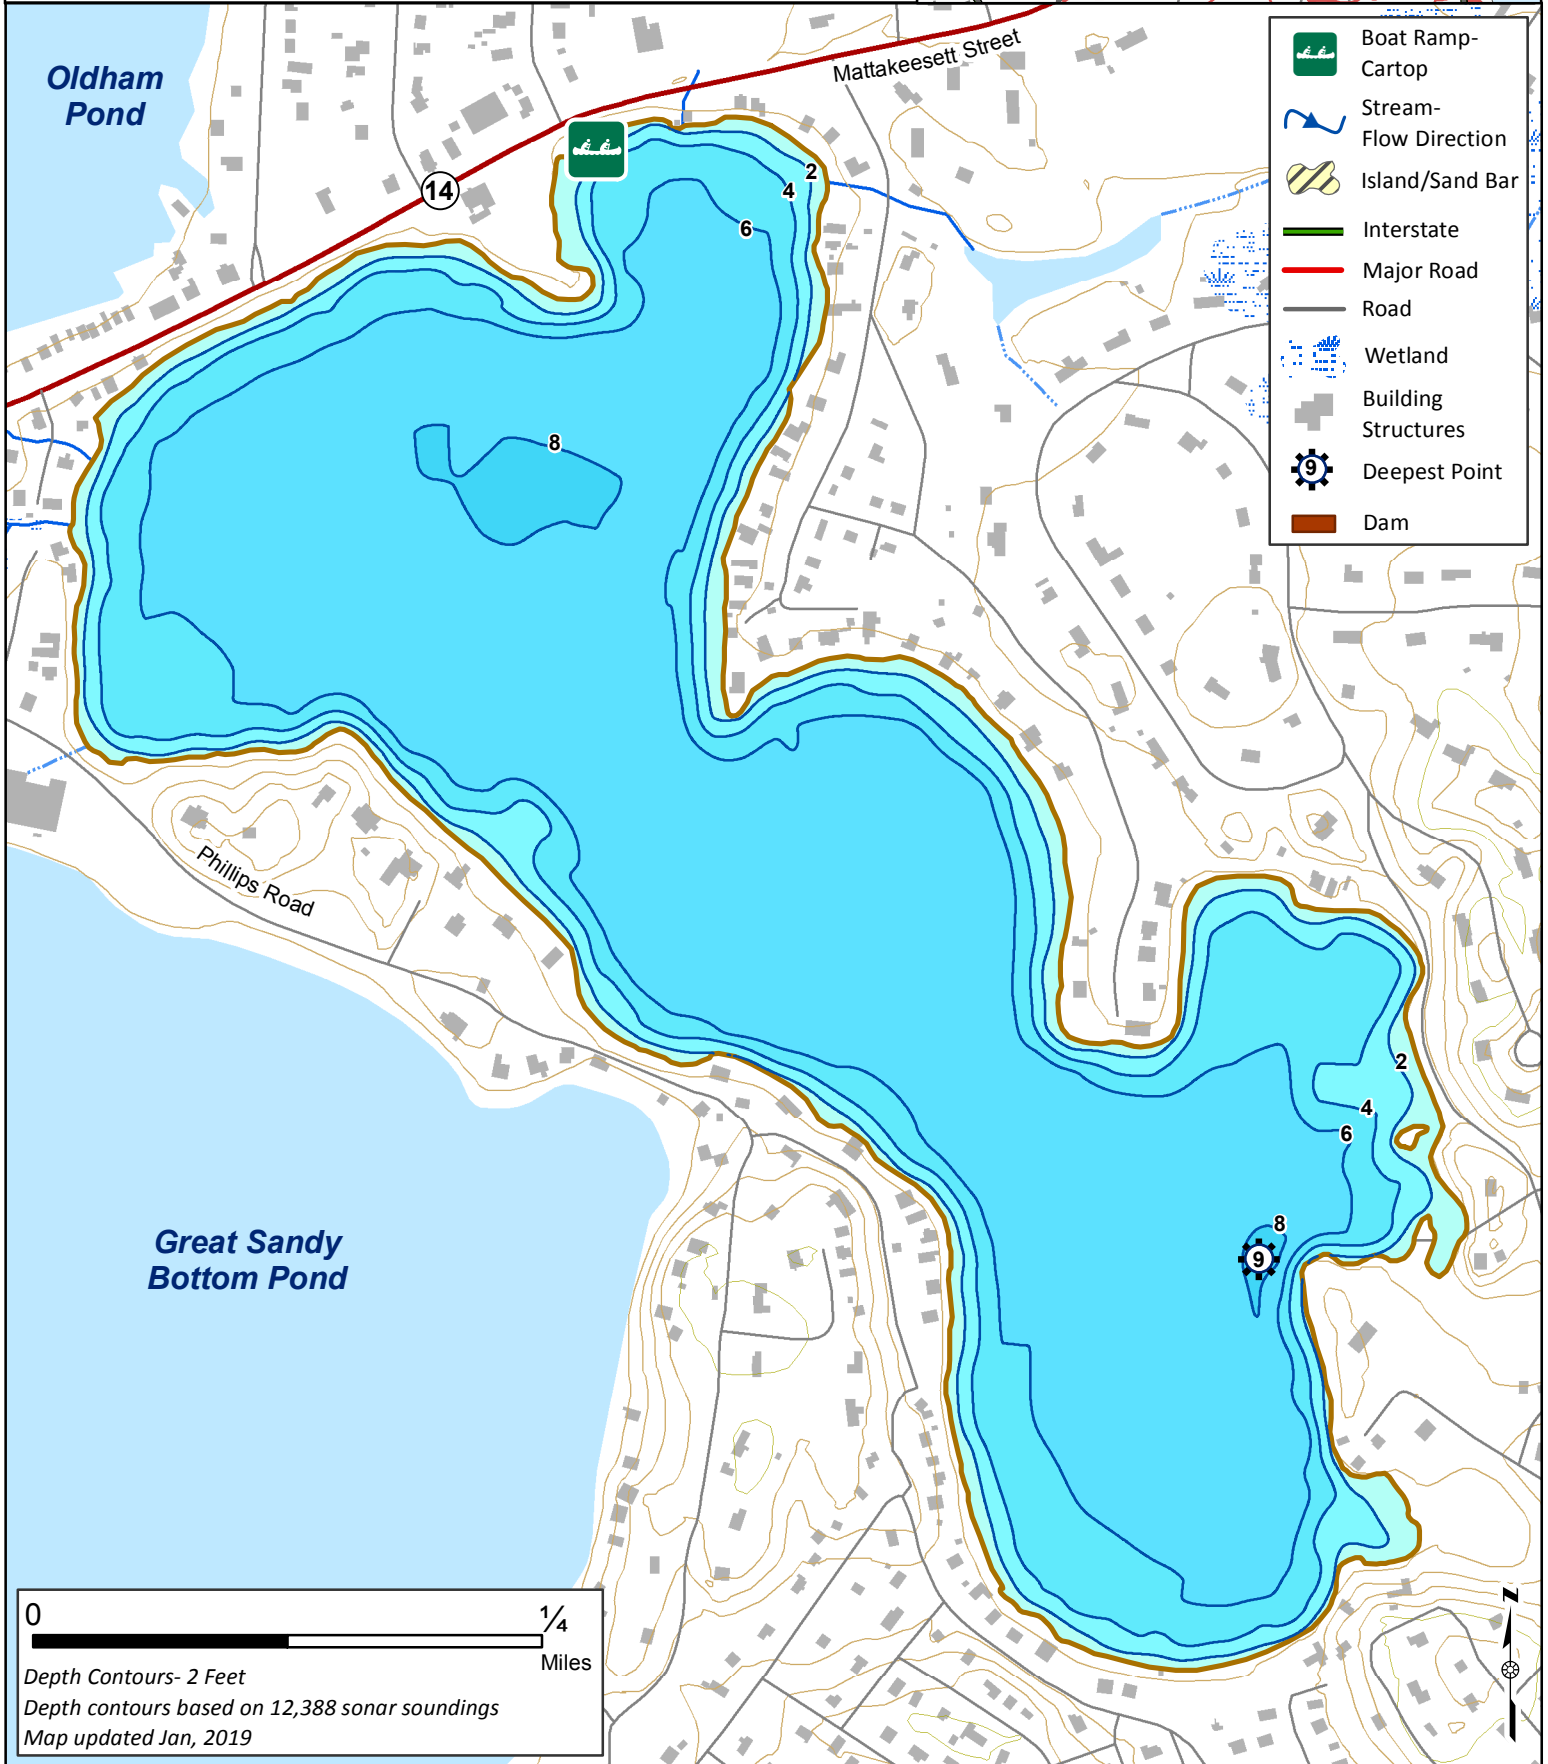 Oldham
Pond
Mattakeesett Street
14
2
4
6
8
Phillips Road
2
4
6
8
9
Great Sandy
Bottom Pond
Boat Ramp-
Cartop
Stream-
Flow Direction
Island/Sand Bar
Interstate
Major Road
Road
Wetland
Building
Structures
9
Deepest Point
Dam
0
¼
Miles
Depth Contours- 2 Feet
Depth contours based on 12,388 sonar soundings
Map updated Jan, 2019
N